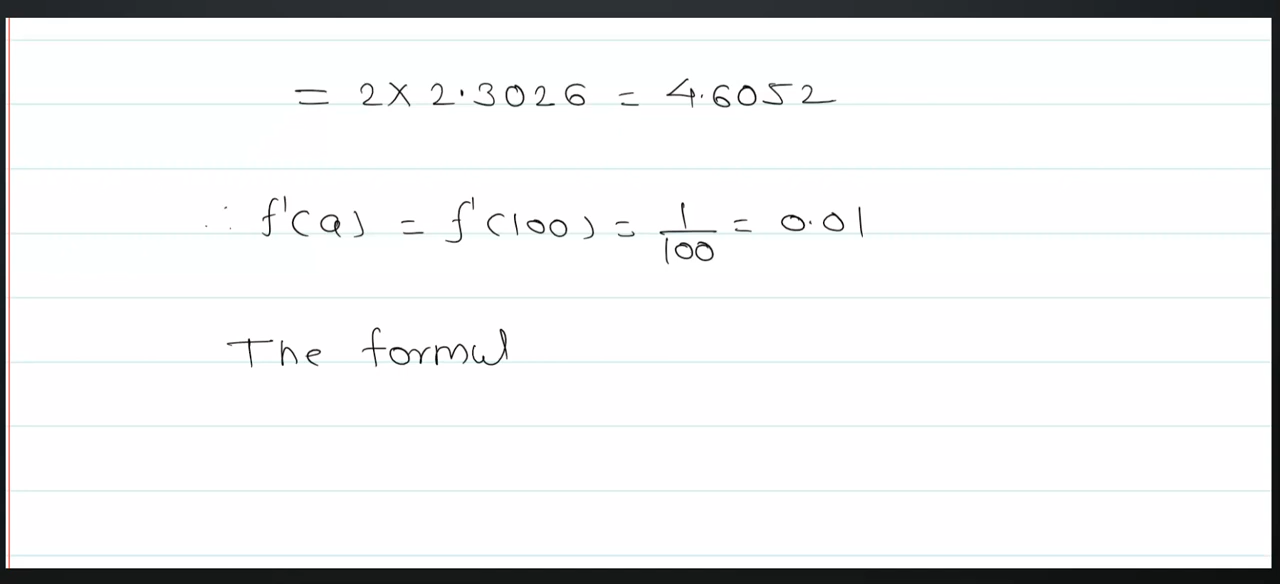 = 2 × 2.3026 = 4.6052
∴ f'(a) = f'(100) = 1/100 = 0.01
The formul